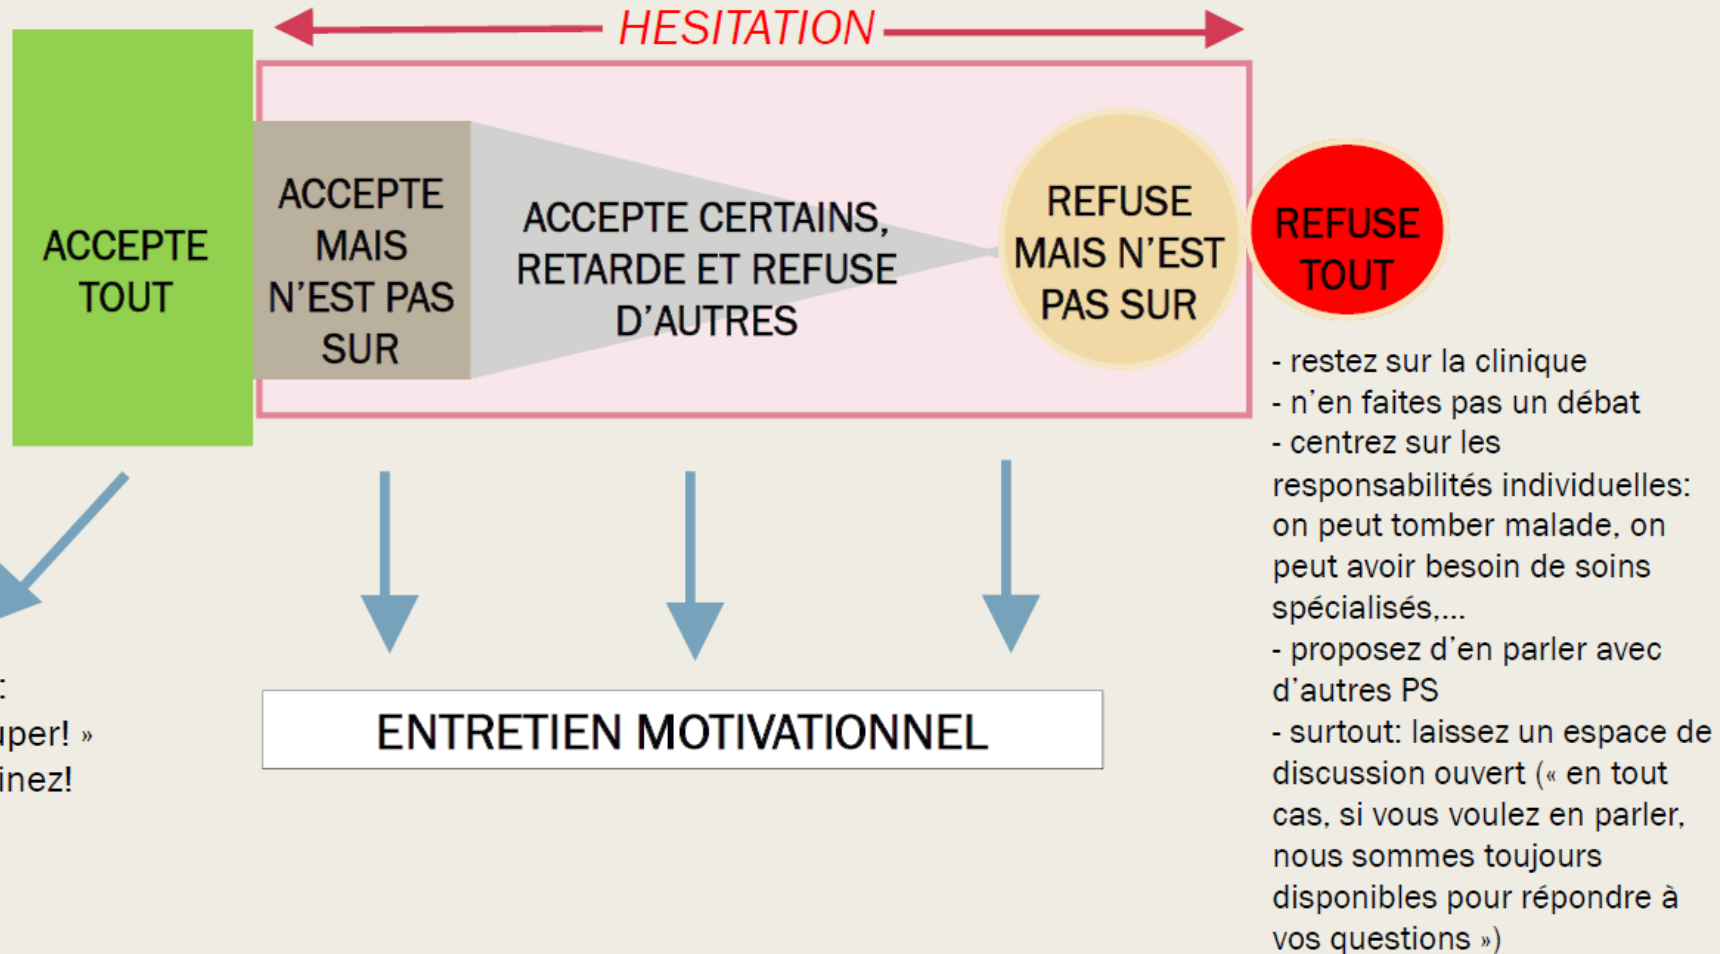 HESITATION
ACCEPTE
TOUT
ACCEPTE
MAIS
N'EST PAS
SUR
ACCEPTE CERTAINS,
RETARDE ET REFUSE
D'AUTRES
REFUSE
MAIS N'EST
PAS SUR
REFUSE
TOUT
- restez sur la clinique
- n'en faites pas un débat
- centrez sur les
responsabilités individuelles:
on peut tomber malade, on
peut avoir besoin de soins
spécialisés,...
- proposez d'en parler avec
d'autres PS
- surtout: laissez un espace de
discussion ouvert (« en tout
cas, si vous voulez en parler,
nous sommes toujours
disponibles pour répondre à
vos questions »)
:
per! »
inez!
ENTRETIEN MOTIVATIONNEL